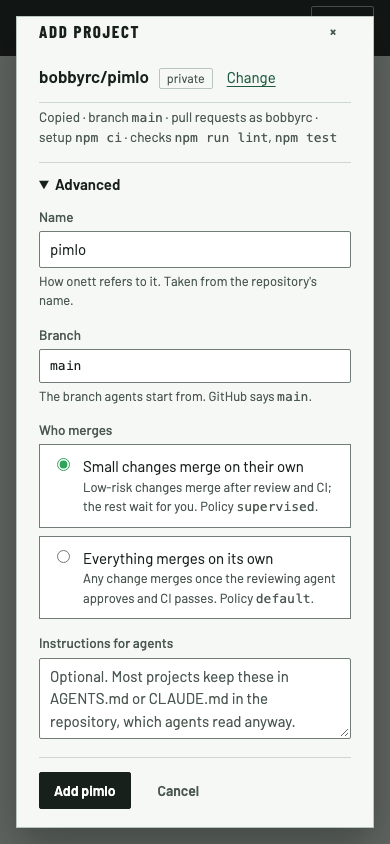 ADD PROJECT ×
bobbyrc/pimlo private Change
Copied · branch main · pull requests as bobbyrc ·
setup npm ci · checks npm run lint, npm test
▼ Advanced
Name
pimlo
How onett refers to it. Taken from the repository's
name.
Branch
main
The branch agents start from. GitHub says main.
Who merges
Small changes merge on their own
Low-risk changes merge after review and CI;
the rest wait for you. Policy supervised.
Everything merges on its own
Any change merges once the reviewing agent
approves and CI passes. Policy default.
Instructions for agents
Optional. Most projects keep these in
AGENTS.md or CLAUDE.md in the
repository, which agents read anyway.
Add pimlo Cancel